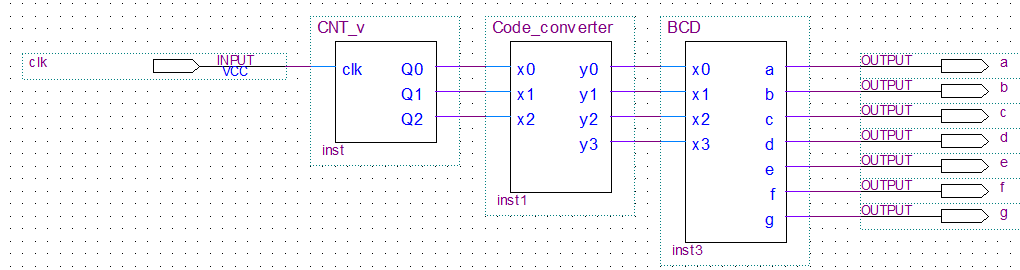 CNT_v
Code_converter
BCD
clk
INPUT
VCC
clk
Q0
Q1
Q2
inst
x0
x1
x2
y0
y1
y2
y3
inst1
x0
x1
x2
x3
a
b
c
d
e
f
g
inst3
OUTPUT
a
OUTPUT
b
OUTPUT
c
OUTPUT
d
OUTPUT
e
OUTPUT
f
OUTPUT
g